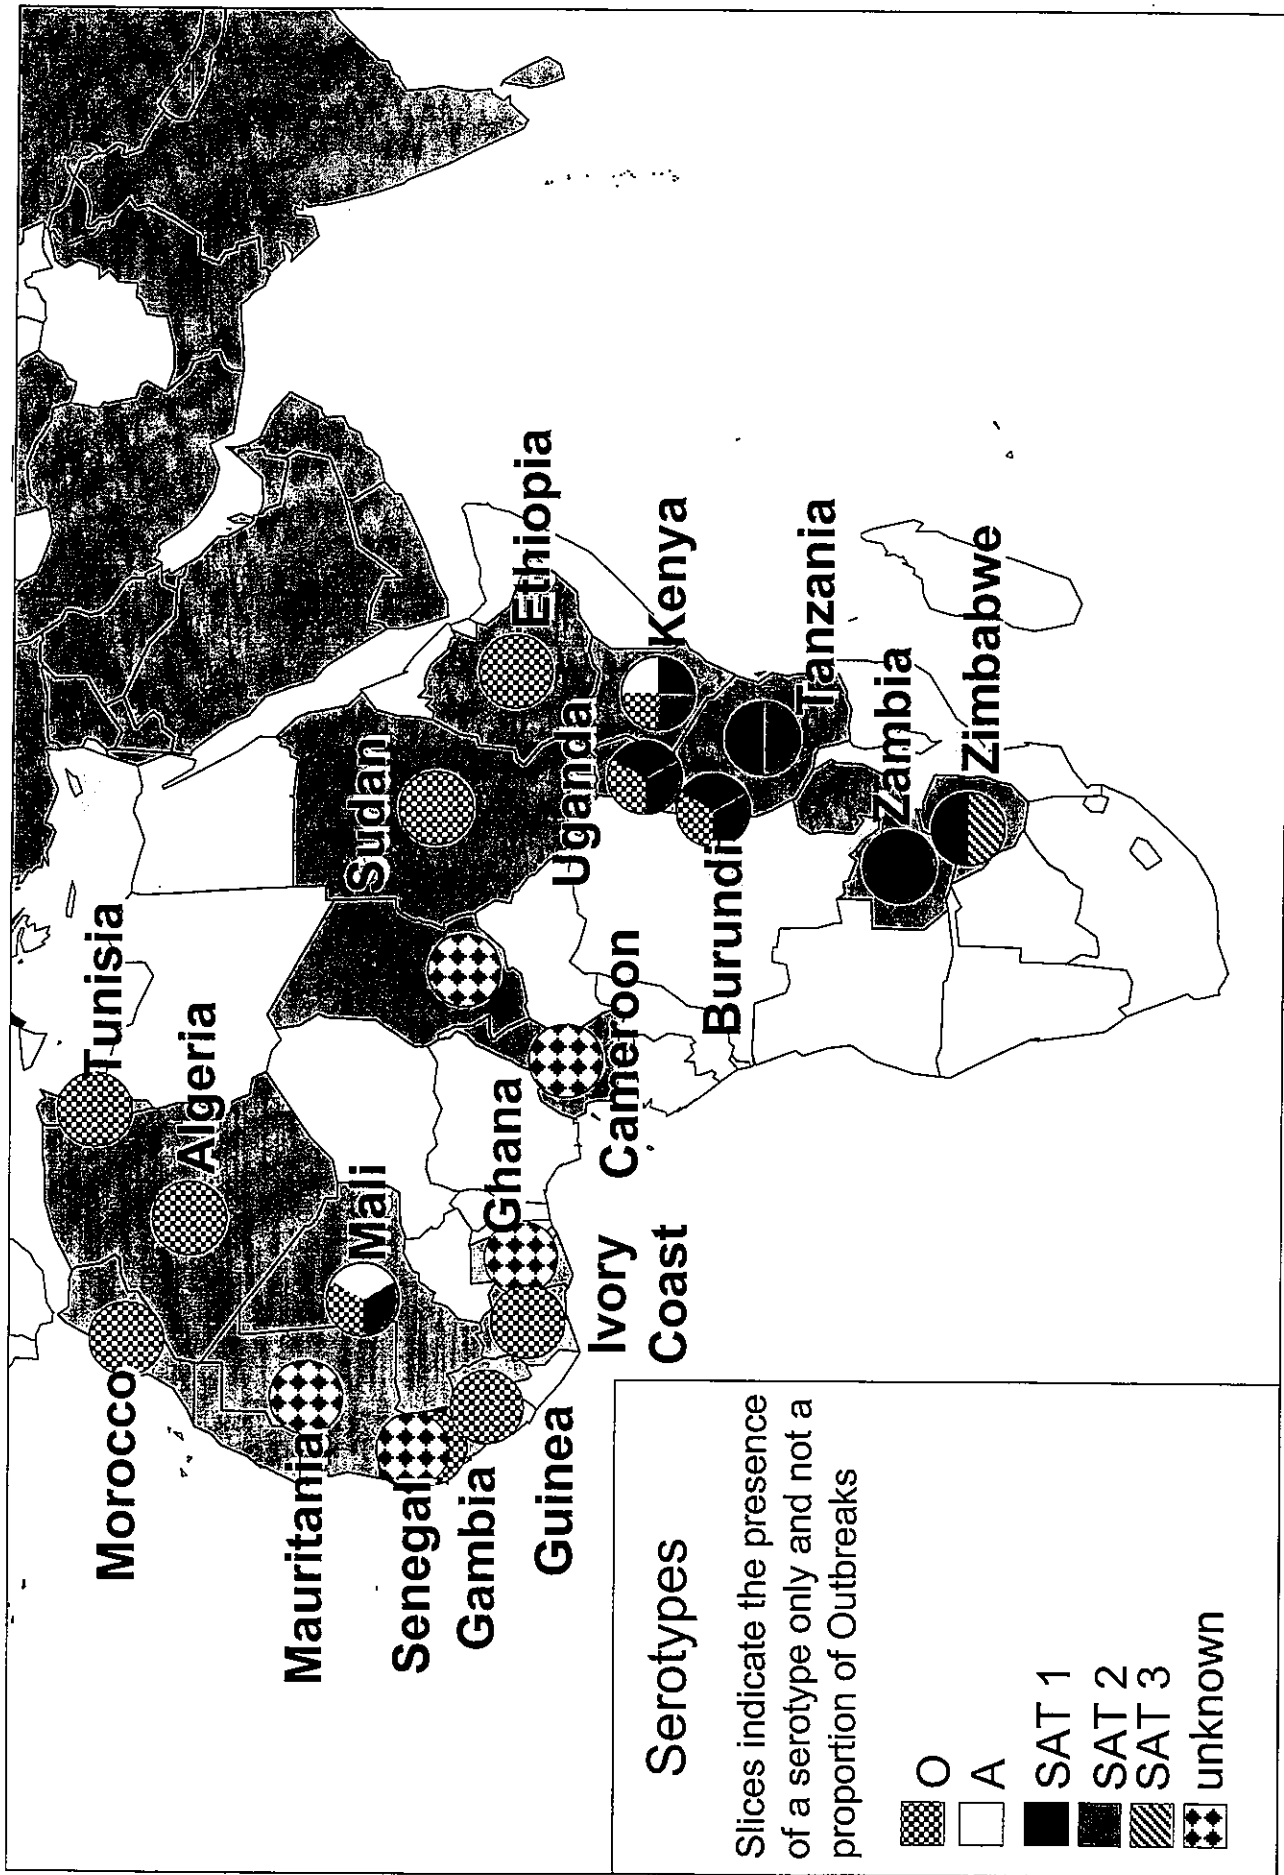 Morocco
Tunisia
Algeria
Mauritania
Mali
Senegal
Gambia
Guinea
Ivory
Coast
Ghana
Cameroon
Sudan
Ethiopia
Uganda
Kenya
Burundi
Tanzania
Zambia
Zimbabwe
Serotypes
Slices indicate the presence
of a serotype only and not a
proportion of Outbreaks
O
A
SAT 1
SAT 2
SAT 3
unknown